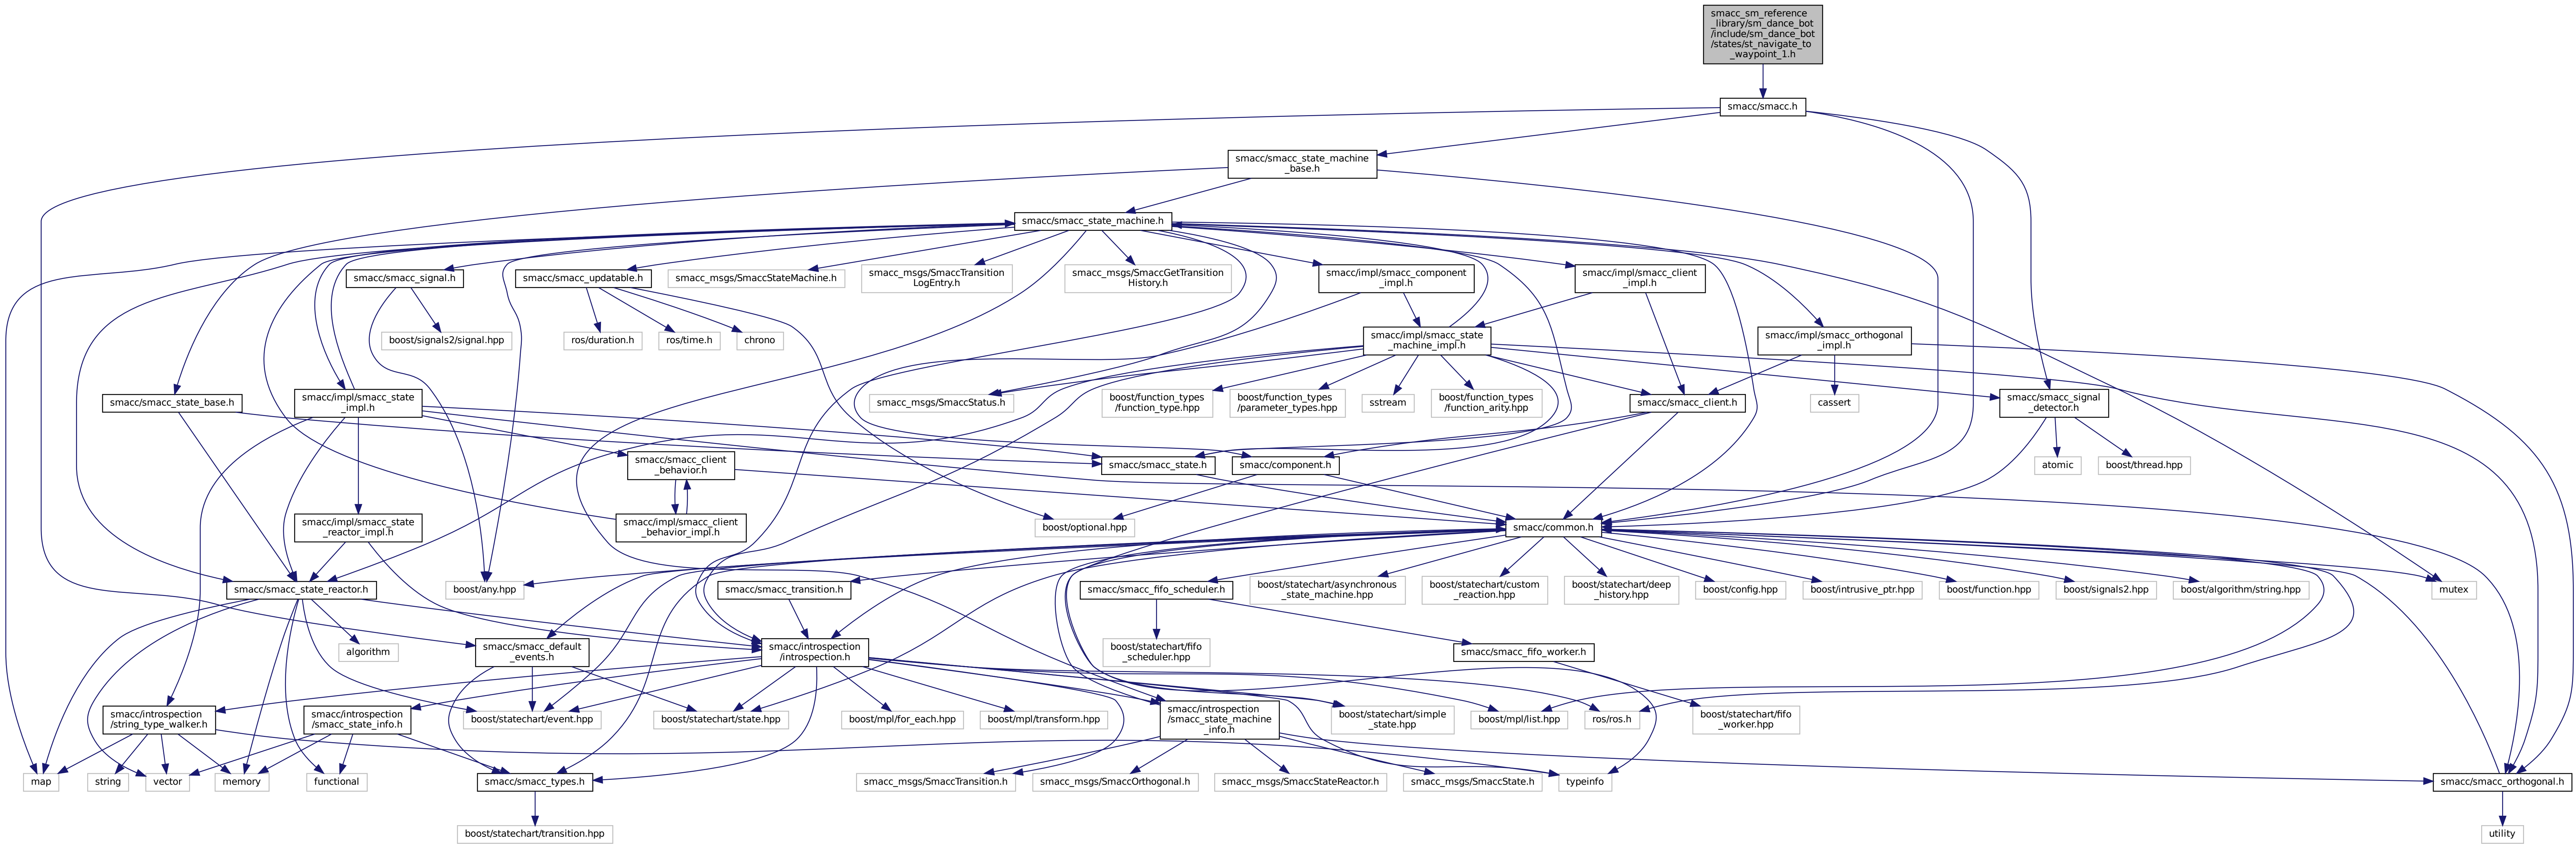 smacc_sm_reference
_library/sm_dance_bot
/include/sm_dance_bot
/states/st_navigate_to
_waypoint_1.h
smacc/smacc.h
smacc/smacc_state_machine
_base.h
smacc/smacc_state_machine.h
smacc/smacc_signal.h
smacc/smacc_updatable.h
smacc_msgs/SmaccStateMachine.h
smacc_msgs/SmaccTransition
LogEntry.h
smacc_msgs/SmaccGetTransition
History.h
smacc/impl/smacc_component
_impl.h
smacc/impl/smacc_client
_impl.h
boost/signals2/signal.hpp
ros/duration.h
ros/time.h
chrono
smacc/impl/smacc_state
_machine_impl.h
smacc/impl/smacc_orthogonal
_impl.h
smacc/smacc_state_base.h
smacc/impl/smacc_state
_impl.h
smacc_msgs/SmaccStatus.h
boost/function_types
/function_type.hpp
boost/function_types
/parameter_types.hpp
sstream
boost/function_types
/function_arity.hpp
smacc/smacc_client.h
cassert
smacc/smacc_signal
_detector.h
smacc/smacc_client
_behavior.h
smacc/smacc_state.h
smacc/component.h
atomic
boost/thread.hpp
smacc/impl/smacc_state
_reactor_impl.h
smacc/impl/smacc_client
_behavior_impl.h
boost/optional.hpp
smacc/common.h
smacc/smacc_state_reactor.h
boost/any.hpp
smacc/smacc_transition.h
smacc/smacc_fifo_scheduler.h
boost/statechart/asynchronous
_state_machine.hpp
boost/statechart/custom
_reaction.hpp
boost/statechart/deep
_history.hpp
boost/config.hpp
boost/intrusive_ptr.hpp
boost/function.hpp
boost/signals2.hpp
boost/algorithm/string.hpp
mutex
algorithm
smacc/smacc_default
_events.h
smacc/introspection
/introspection.h
boost/statechart/fifo
_scheduler.hpp
smacc/smacc_fifo_worker.h
smacc/introspection
/string_type_walker.h
smacc/introspection
/smacc_state_info.h
boost/statechart/event.hpp
boost/statechart/state.hpp
boost/mpl/for_each.hpp
boost/mpl/transform.hpp
smacc/introspection
/smacc_state_machine
_info.h
boost/statechart/simple
_state.hpp
boost/mpl/list.hpp
ros/ros.h
boost/statechart/fifo
_worker.hpp
map
string
vector
memory
functional
smacc/smacc_types.h
smacc_msgs/SmaccTransition.h
smacc_msgs/SmaccOrthogonal.h
smacc_msgs/SmaccStateReactor.h
smacc_msgs/SmaccState.h
typeinfo
smacc/smacc_orthogonal.h
boost/statechart/transition.hpp
utility